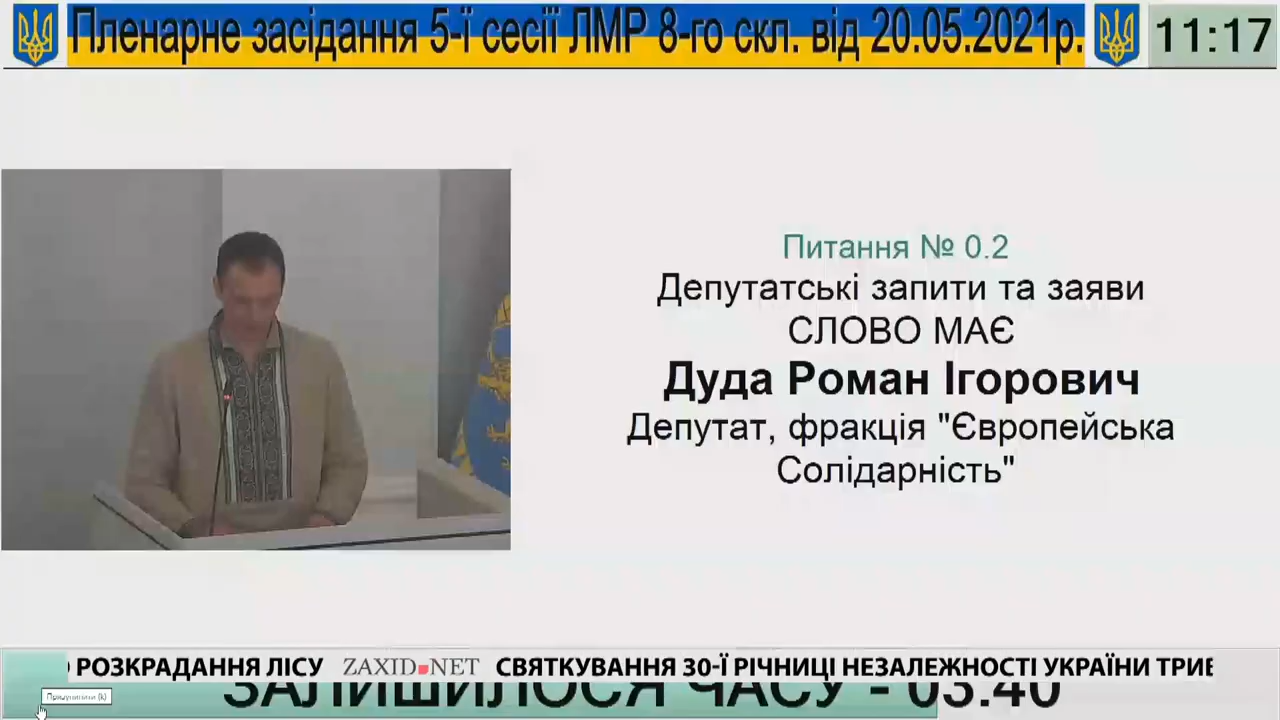 Пленарне засідання 5-ї сесії ЛМР 8-го скл. від 20.05.2021р.
11:17
Питання № 0.2
Депутатські запити та заяви
СЛОВО МАЄ
Дуда Роман Ігорович
Депутат, фракція "Європейська
Солідарність"
РОЗКРАДАННЯ ЛІСУ ZAXID.NET СВЯТКУВАННЯ 30-Ї РІЧНИЦІ НЕЗАЛЕЖНОСТІ УКРАЇНИ ТРИВ
Призупинити (k)
ЗАЛИШИЛОСЯ ЧАСУ - 03:40